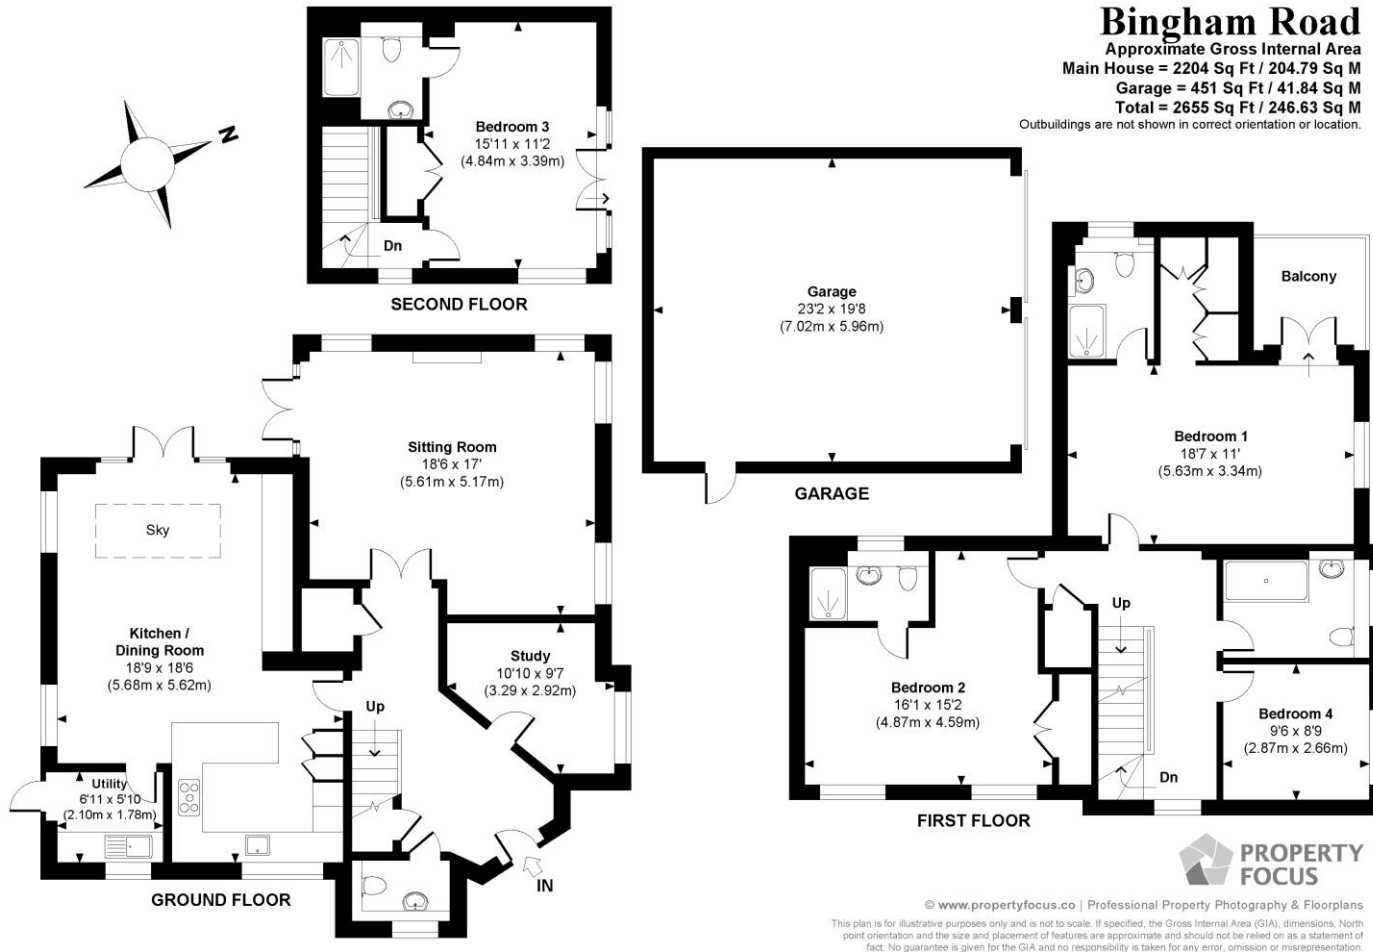 Bingham Road
Approximate Gross Internal Area
Main House = 2204 Sq Ft / 204.79 Sq M
Garage = 451 Sq Ft / 41.84 Sq M
Total = 2655 Sq Ft / 246.63 Sq M
Outbuildings are not shown in correct orientation or location.
N
Bedroom 3
15'11 x 11'2
(4.84m x 3.39m)
Dn
SECOND FLOOR
Garage
23'2 x 19'8
(7.02m x 5.96m)
GARAGE
Balcony
Bedroom 1
18'7 x 11'
(5.63m x 3.34m)
Up
Bedroom 2
16'1 x 15'2
(4.87m x 4.59m)
Bedroom 4
9'6 x 8'9
(2.87m x 2.66m)
Dn
FIRST FLOOR
Sitting Room
18'6 x 17'
(5.61m x 5.17m)
Sky
Kitchen /
Dining Room
18'9 x 18'6
(5.68m x 5.62m)
Study
10'10 x 9'7
(3.29 x 2.92m)
Up
Utility
6'11 x 5'10
(2.10m x 1.78m)
IN
GROUND FLOOR
PROPERTY
FOCUS
© www.propertyfocus.co | Professional Property Photography & Floorplans
This plan is for illustrative purposes only and is not to scale. If specified, the Gross Internal Area (GIA), dimensions, North
point orientation and the size and placement of features are approximate and should not be relied on as a statement of
fact. No guarantee is given for the GIA and no responsibility is taken for any error, omission or misrepresentation.